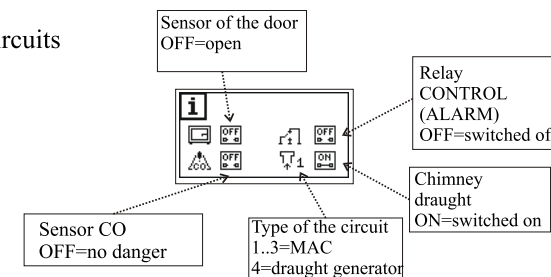 rcuits
Sensor of the door
OFF=open
Relay
CONTROL
(ALARM)
OFF=switched of
i
OFF
OFF
CO
OFF
1
ON
Chimney
draught
ON=switched on
Sensor CO
OFF=no danger
Type of the circuit
1..3=MAC
4=draught generator